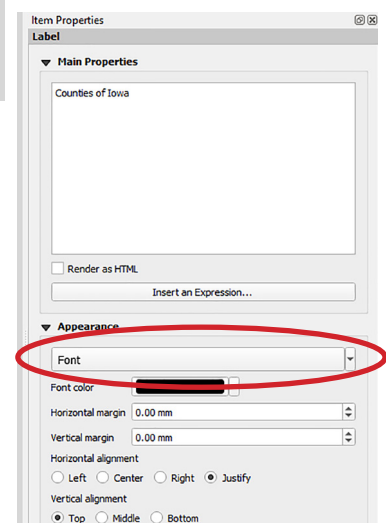 Item Properties
Label
Main Properties
Counties of Iowa
Render as HTML
Insert an Expression...
Appearance
Font
Font color
Horizontal margin 0.00 mm
Vertical margin 0.00 mm
Horizontal alignment
Left Center Right Justify
Vertical alignment
Top Middle Bottom